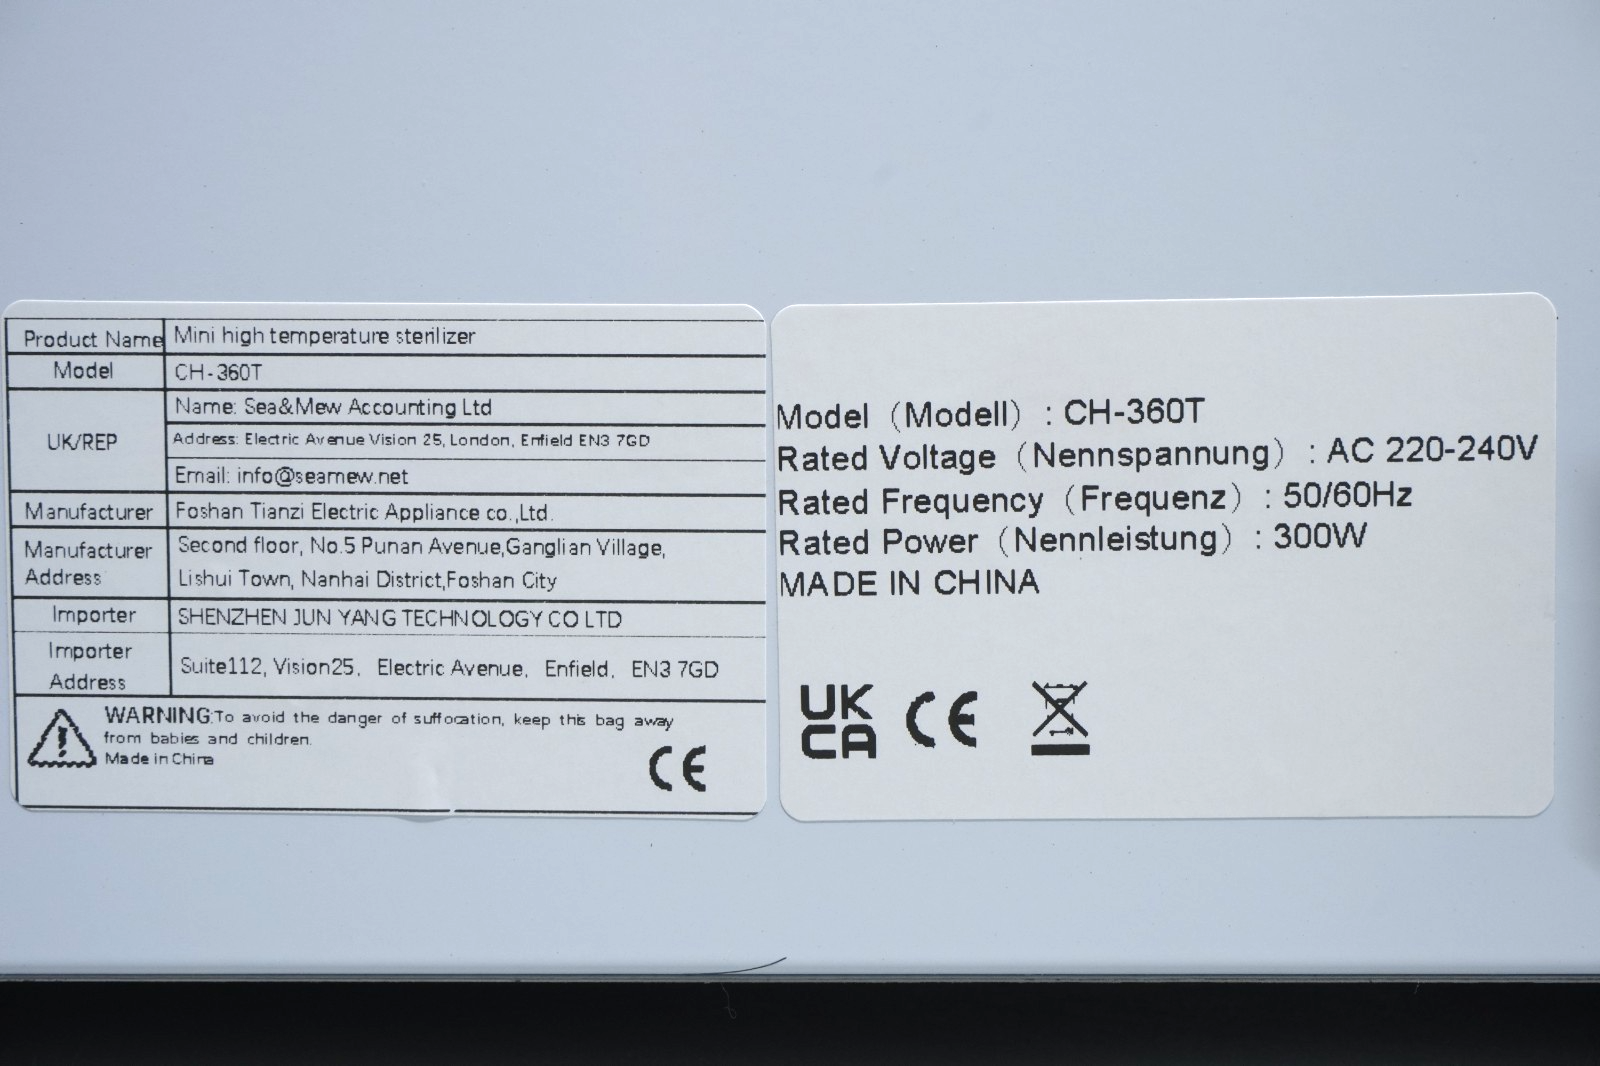 Product Name Mini high temperature sterilizer
Model CH-360T
UK/REP
Name: Sea&Mew Accounting Ltd
Address: Electric Avenue Vision 25, London, Enfield EN3 7GD
Email: info@seamew.net
Manufacturer Foshan Tianzi Electric Appliance co.,Ltd.
Manufacturer Address
Second floor, No.5 Punan Avenue,Ganglian Village,
Lishui Town, Nanhai District,Foshan City
Importer SHENZHEN JUN YANG TECHNOLOGY CO LTD
Importer Address
Suite112, Vision25, Electric Avenue, Enfield, EN3 7GD
WARNING:To avoid the danger of suffocation, keep this bag away
from babies and children.
Made in China
CE
Model (Modell) : CH-360T
Rated Voltage (Nennspannung) : AC 220-240V
Rated Frequency (Frequenz) : 50/60Hz
Rated Power (Nennleistung) : 300W
MADE IN CHINA
UK
CA CE